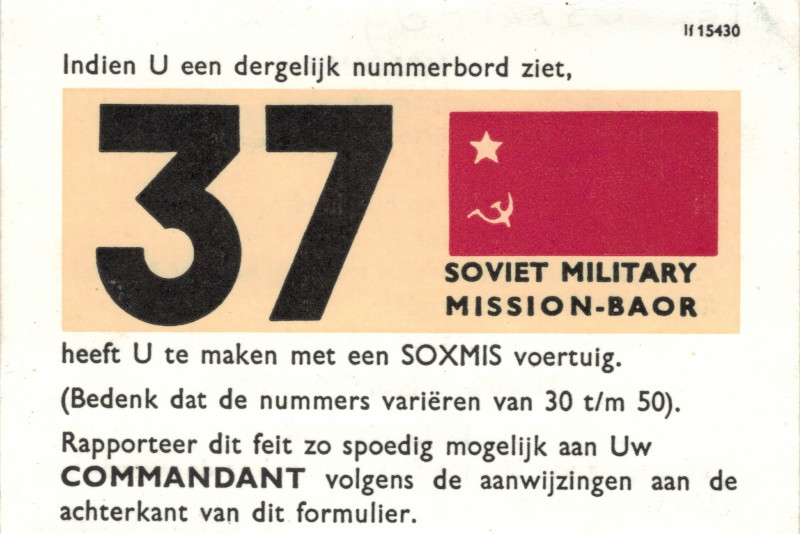 lf 15430
Indien U een dergelijk nummerbord ziet,
37
SOVIET MILITARY
MISSION-BAOR
heeft U te maken met een SOXMIS voertuig.
(Bedenk dat de nummers variëren van 30 t/m 50).
Rapporteer dit feit zo spoedig mogelijk aan Uw
COMMANDANT volgens de aanwijzingen aan de
achterkant van dit formulier.